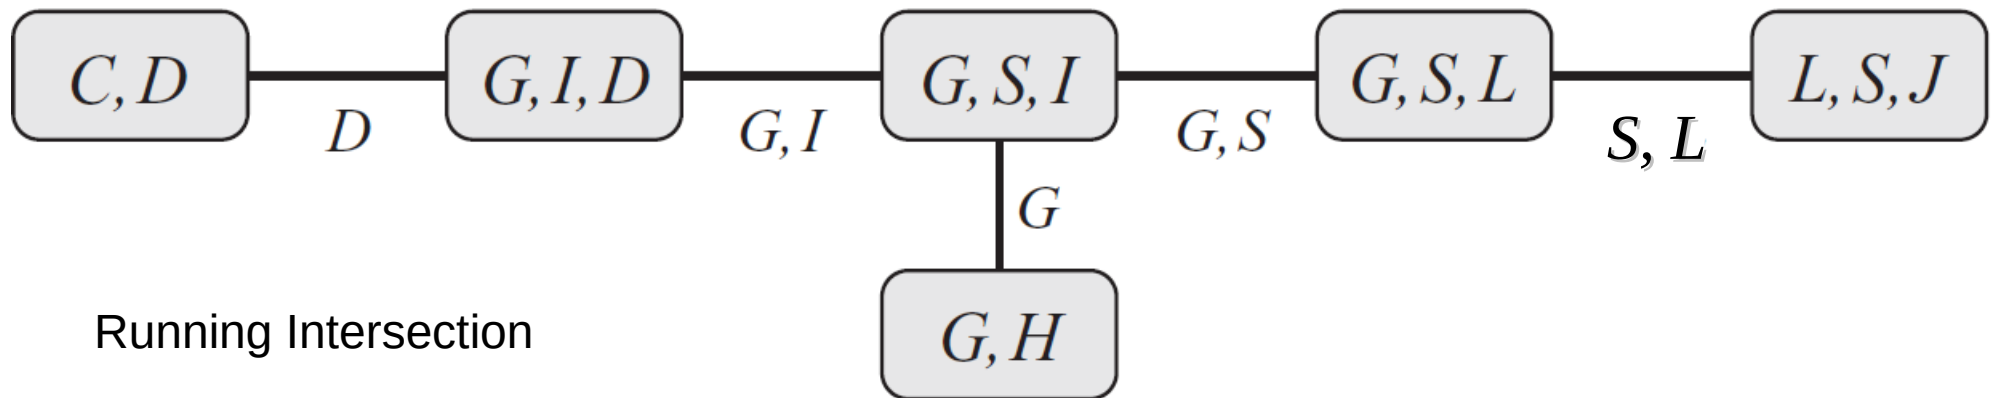 C, D
G, I, D
G, S, I
G, S, L
L, S, J
D
G, I
G, S
S, L
G
G, H
Running Intersection